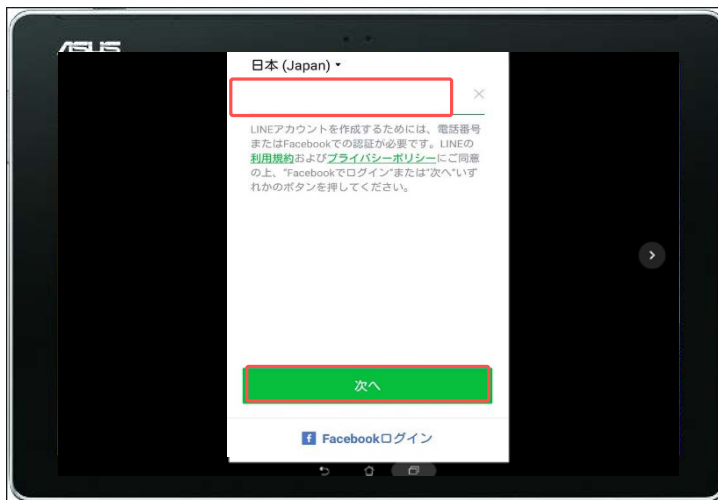 ASUS
日本 (Japan)
LINEアカウントを作成するためには、電話番号
またはFacebookでの認証が必要です。LINEの
利用規約およびプライバシーポリシーにご同意
の上、"Facebookでログイン"または"次へ"いず
れかのボタンを押してください。
次へ
f Facebookログイン